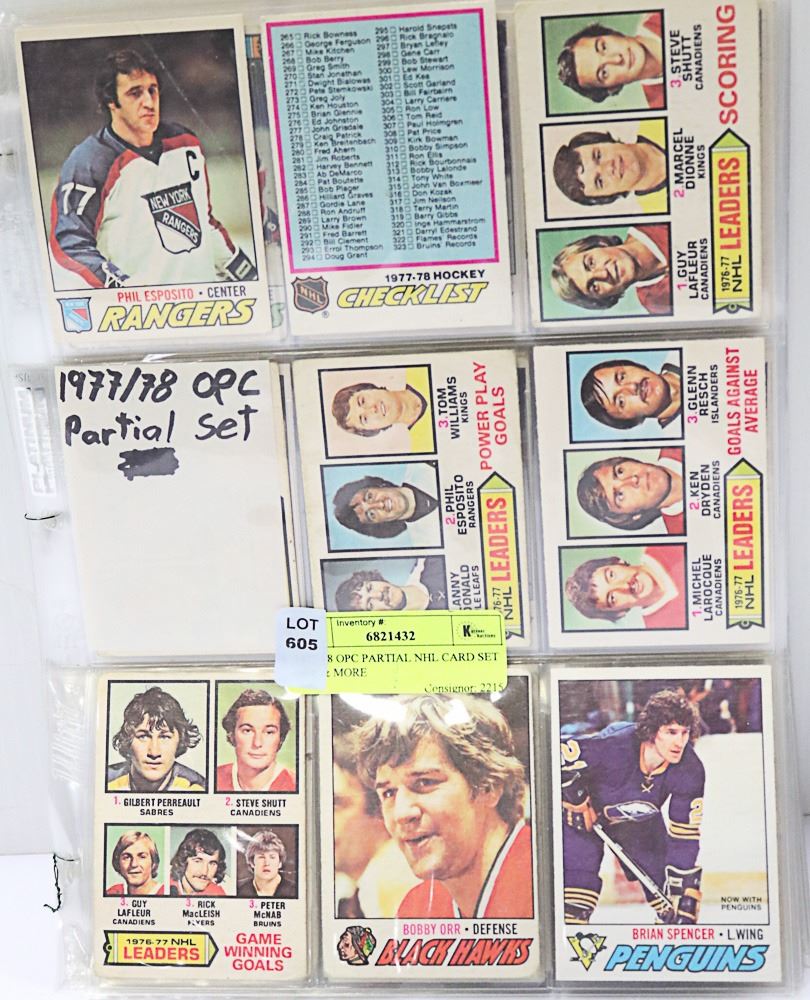 77
C
NEW YORK
RANGERS
PHIL ESPOSITO • CENTER
RANGERS
265 Rick Bowness
266 George Ferguson
267 Mike Kitchen
268 Bob Berry
269 Greg Smith
270 Stan Jonathan
271 Dwight Bialowas
272 Pete Stemkowski
273 Greg Joly
274 Ken Houston
275 Brian Glennie
276 Ed Johnston
277 John Grisdale
278 Craig Patrick
279 Ken Breitenbach
280 Fred Ahern
281 Jim Roberts
282 Harvey Bennett
283 Ab DeMarco
284 Pat Boutette
285 Bob Plager
286 Hilliard Graves
287 Gordie Lane
288 Ron Andruff
289 Larry Brown
290 Mike Fidler
291 Fred Barrett
292 Bill Clement
293 Errol Thompson
294 Doug Grant
295 Harold Snepsts
296 Rick Bragnalo
297 Bryan Lefley
298 Gene Carr
299 Bob Stewart
300 Lew Morrison
301 Ed Kea
302 Scott Garland
303 Bill Fairbairn
304 Larry Carriere
305 Ron Low
306 Tom Reid
307 Paul Holmgren
308 Pat Price
309 Kirk Bowman
310 Bobby Simpson
311 Ron Ellis
312 Rick Bourbonnais
313 Bobby Lalonde
314 Tony White
315 John Van Boxmeer
316 Don Kozak
317 Jim Neilson
318 Terry Martin
319 Barry Gibbs
320 Inge Hammarstrom
321 Darryl Edestrand
322 Flames Records
323 Bruins Records
NHL
®
1977-78 HOCKEY
CHECKLIST
3. STEVE
SHUTT
CANADIENS
2. MARCEL
DIONNE
KINGS
1. GUY
LAFLEUR
CANADIENS
1976-77
NHL LEADERS
SCORING
1977/78 OPC
Partial Set
3. TOM
WILLIAMS
KINGS
2. PHIL
ESPOSITO
RANGERS
NHL LEADERS
POWER PLAY
GOALS
3. GLENN
RESCH
ISLANDERS
2. KEN
DRYDEN
CANADIENS
1. MICHEL
LAROCQUE
CANADIENS
1976-77
NHL LEADERS
GOALS AGAINST
AVERAGE
LOT
605
Inventory #
6821432
8 OPC PARTIAL NHL CARD SET
MORE
Consignor: 2215
1. GILBERT PERREAULT
SABRES
2. STEVE SHUTT
CANADIENS
3. GUY
LAFLEUR
CANADIENS
3. RICK
MacLEISH
FLYERS
3. PETER
McNAB
BRUINS
1976-77 NHL
LEADERS
GAME
WINNING
GOALS
BOBBY ORR • DEFENSE
BLACK HAWKS
NOW WITH
PENGUINS
BRIAN SPENCER • L.WING
PENGUINS